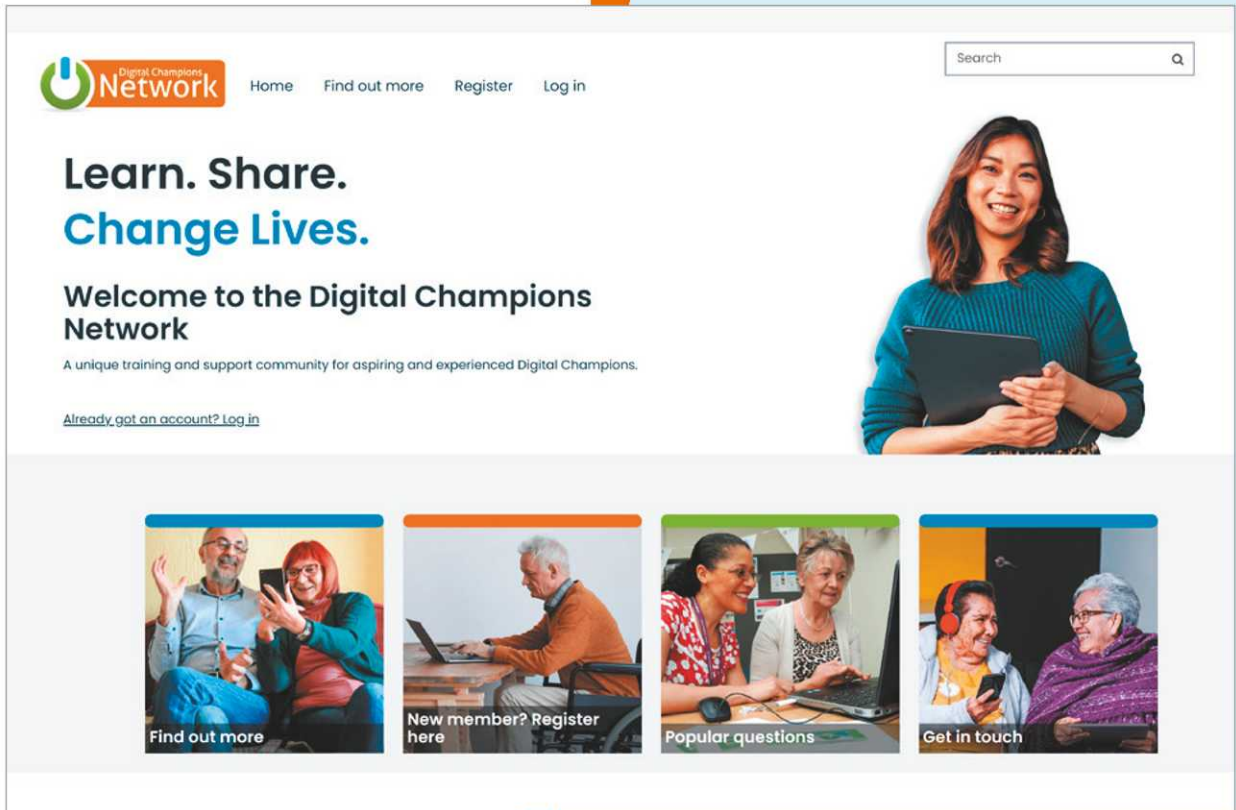 Search
Digital Champions
Network
Home Find out more Register Log in
Learn. Share.
Change Lives.
Welcome to the Digital Champions
Network
A unique training and support community for aspiring and experienced Digital Champions.
Already got an account? Log in
Find out more
New member? Register
here
Popular questions
Get in touch